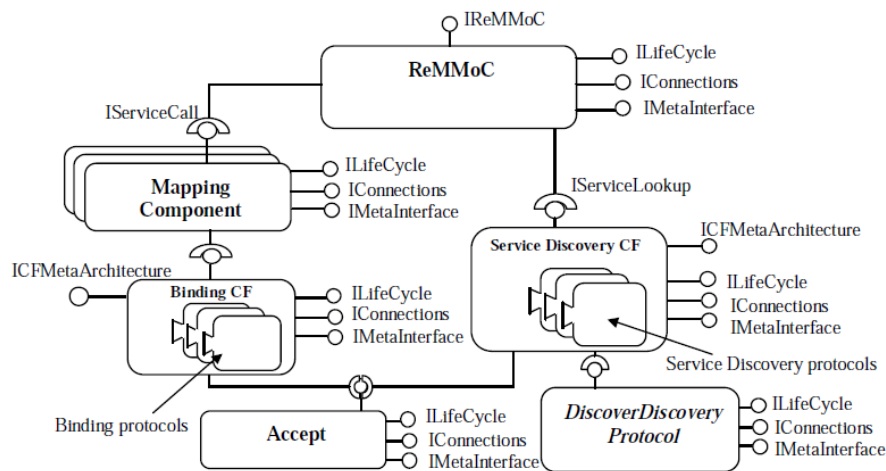 IReMMoC
ReMMoC
ILifeCycle
IConnections
IMetaInterface
IServiceCall
Mapping
Component
ILifeCycle
IConnections
IMetaInterface
IServiceLookup
ICFMetaArchitecture
Binding CF
ILifeCycle
IConnections
IMetaInterface
Service Discovery CF
ICFMetaArchitecture
ILifeCycle
IConnections
IMetaInterface
Binding protocols
Service Discovery protocols
Accept
ILifeCycle
IConnections
IMetaInterface
DiscoverDiscovery
Protocol
ILifeCycle
IConnections
IMetaInterface